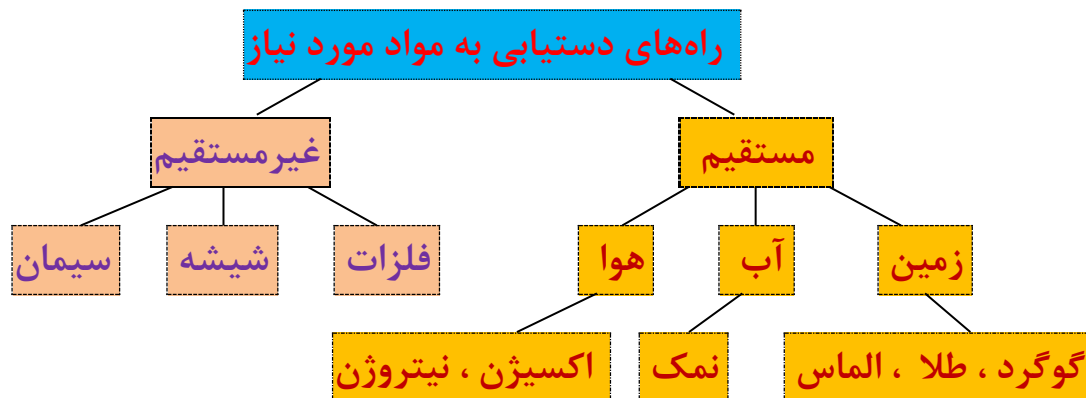 راه‌های دستیابی به مواد مورد نیاز
مستقیم
غیرمستقیم
زمین
آب
هوا
فلزات
شیشه
سیمان
گوگرد ، طلا ، الماس
نمک
اکسیژن ، نیتروژن